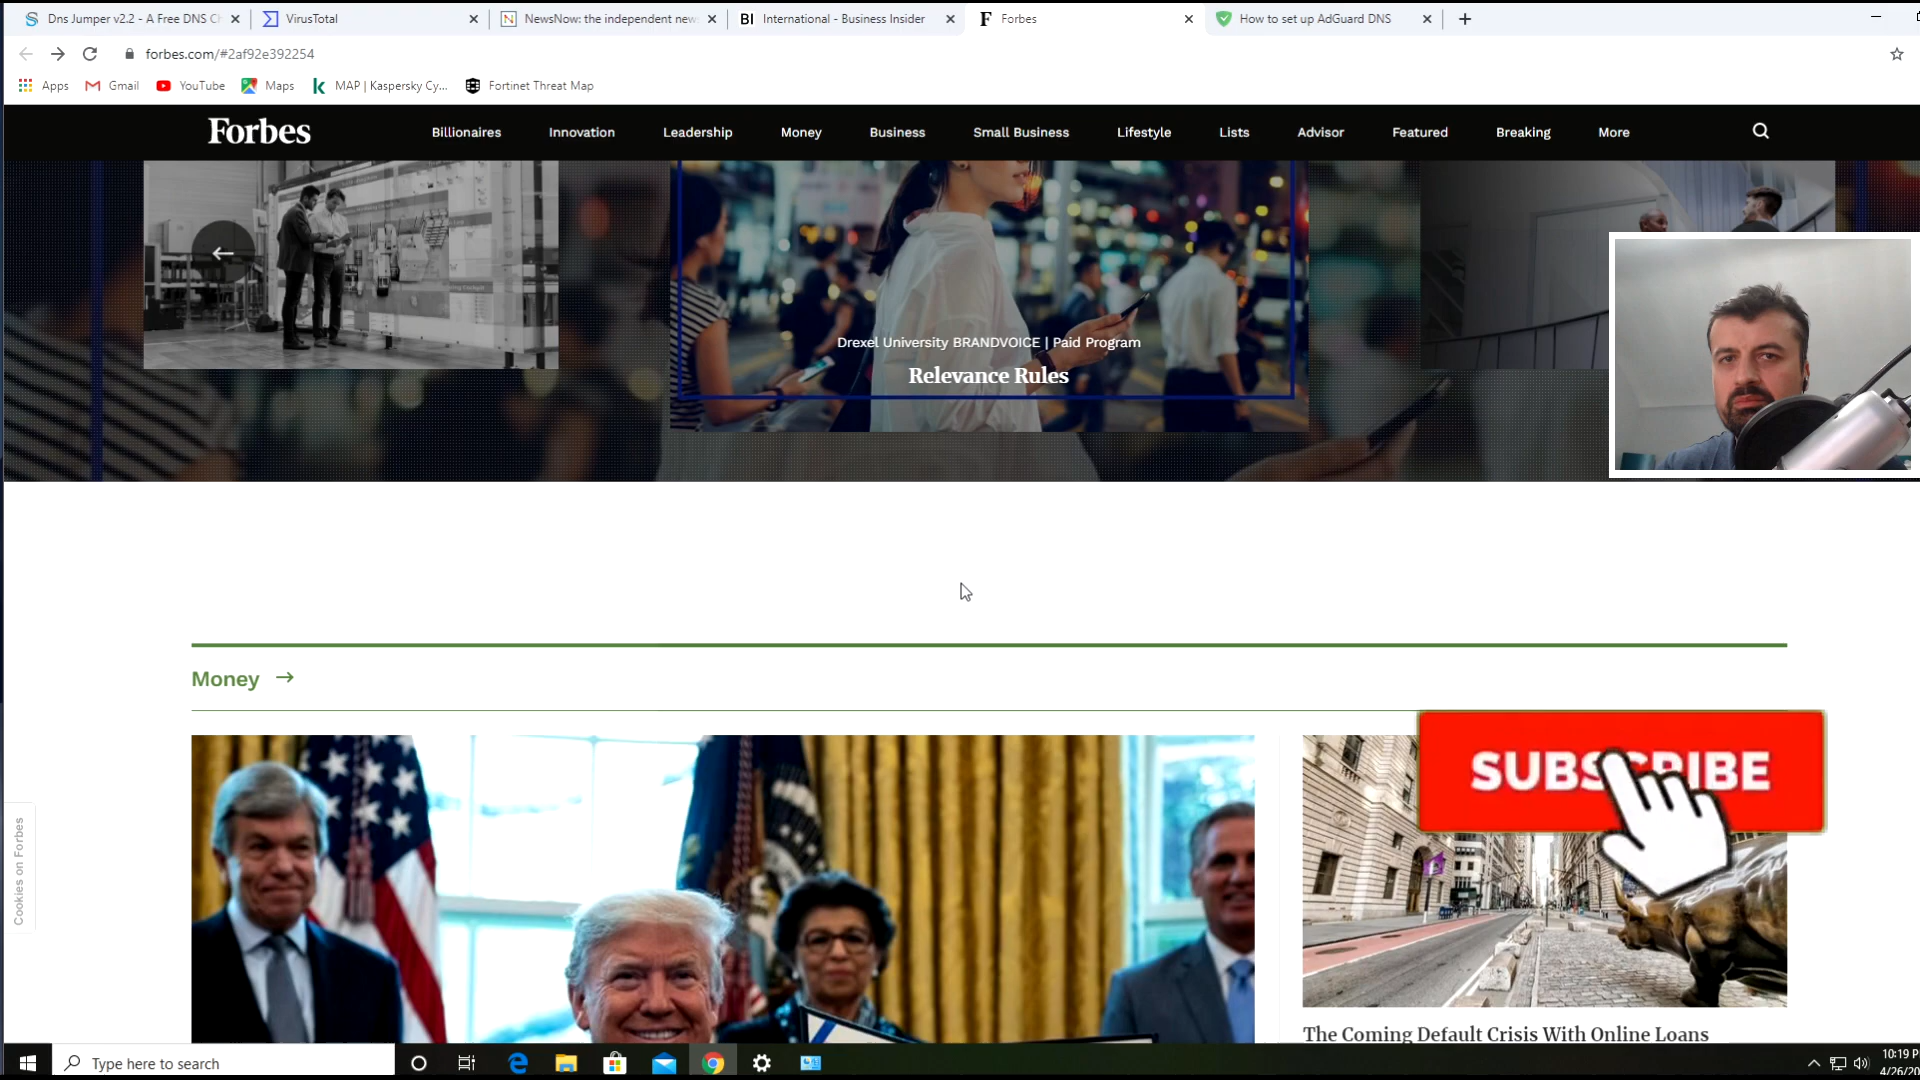 Dns Jumper v2.2 - A Free DNS Ch
VirusTotal
NewsNow: the independent new
BI International - Business Insider
F Forbes
How to set up AdGuard DNS
forbes.com/#2af92e392254
Apps
Gmail
YouTube
Maps
MAP | Kaspersky Cy...
Fortinet Threat Map
Forbes
Billionaires
Innovation
Leadership
Money
Business
Small Business
Lifestyle
Lists
Advisor
Featured
Breaking
More
Drexel University BRANDVOICE | Paid Program
Relevance Rules
Money
SUBSCRIBE
Cookies on Forbes
The Coming Default Crisis With Online Loans
Type here to search
10:19 P
4/26/20